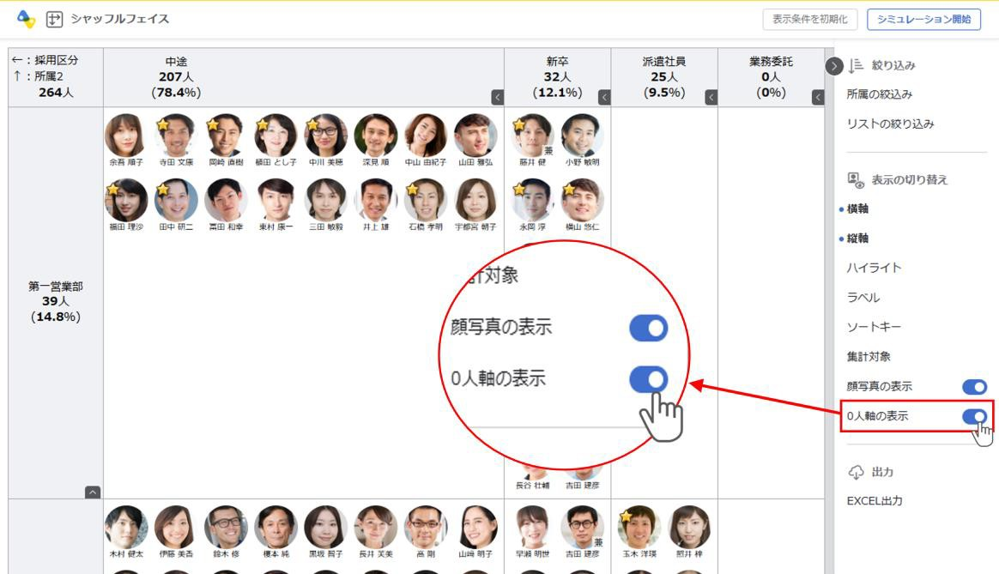 シャッフルフェイス
表示条件を初期化
シミュレーション開始
←：採用区分
↑：所属2
264人
中途
207人
(78.4%)
新卒
32人
(12.1%)
派遣社員
25人
(9.5%)
業務委託
0人
(0%)
第一営業部
39人
(14.8%)
余吾 順子 寺田 文康 岡崎 直樹 植田 とし子 中川 美穂 深見 順 中山 由紀子 山田 雅弘 藤井 健 兼 小野 敏明
福田 理沙 田中 研二 富田 和幸 東村 康一 三田 敏毅 井上 雄 石橋 孝明 宇都宮 朝子 永岡 淳 横山 悠仁
長谷 壮輔 吉田 建彦
木村 健太 伊藤 美香 鈴木 修 榎本 純 黒坂 智子 長井 芙美 高 剛 山崎 明子 早瀬 明世 吉田 建彦 兼 玉木 洋瑛 照井 梓
計対象
顔写真の表示
0人軸の表示
絞り込み
所属の絞込み
リストの絞り込み
表示の切り替え
横軸
縦軸
ハイライト
ラベル
ソートキー
集計対象
顔写真の表示
0人軸の表示
出力
EXCEL出力